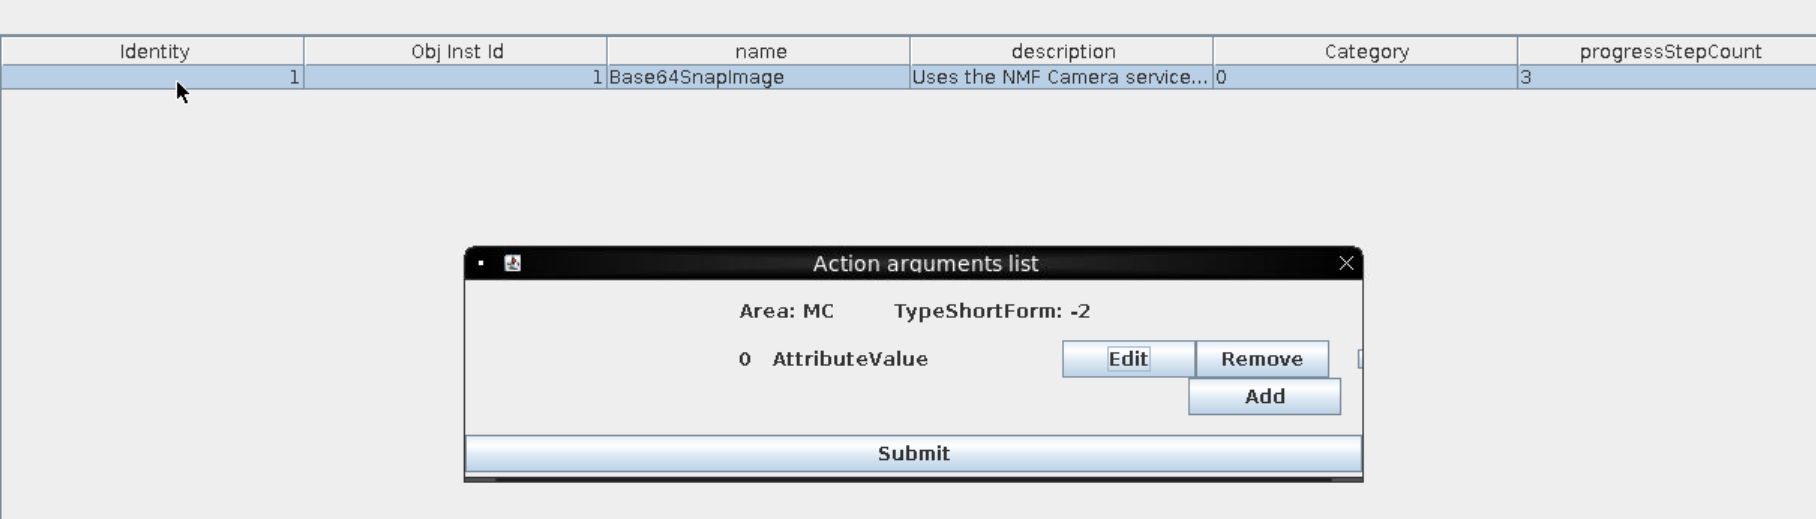 Identity Obj Inst Id name description Category progressStepCount
1 1 Base64SnapImage Uses the NMF Camera service... 0 3
Action arguments list
Area: MC TypeShortForm: -2
0 AttributeValue Edit Remove
Add
Submit